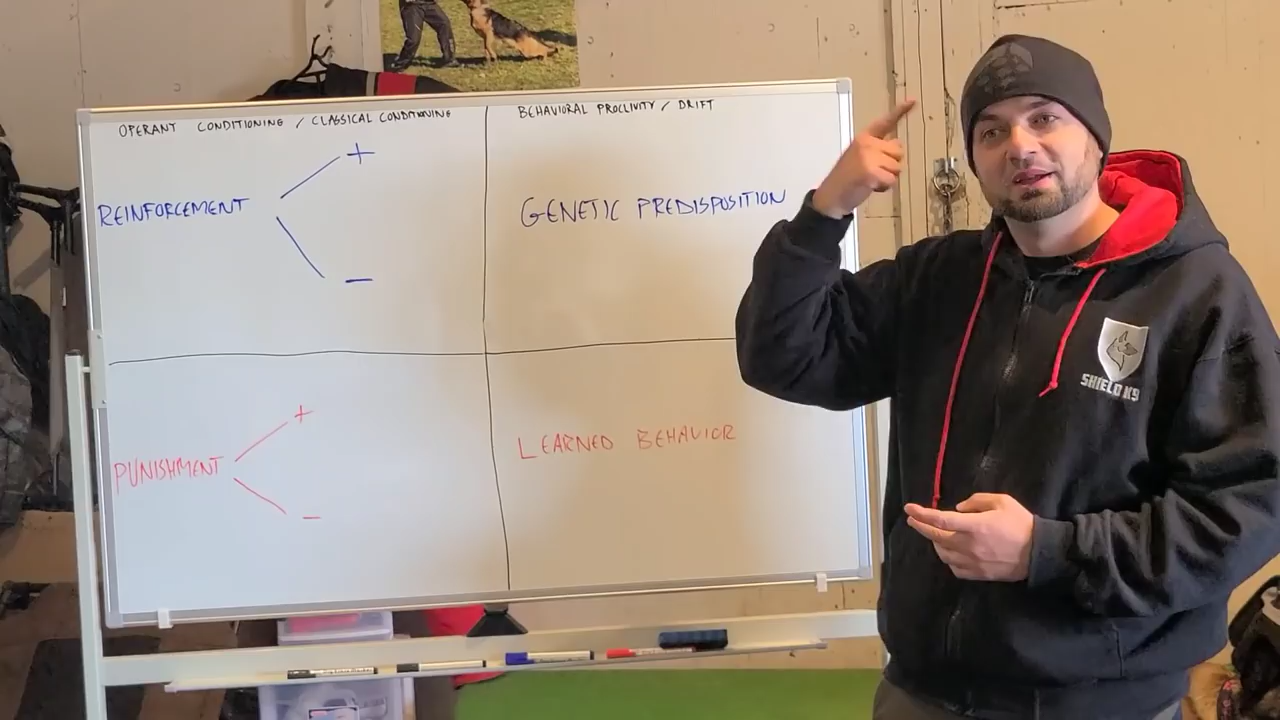 OPERANT CONDITIONING / CLASSICAL CONDITIONING
BEHAVIORAL PROCLIVITY / DRIFT
REINFORCEMENT
+
−
GENETIC PREDISPOSITION
PUNISHMENT
+
−
LEARNED BEHAVIOR
SHIELD K9